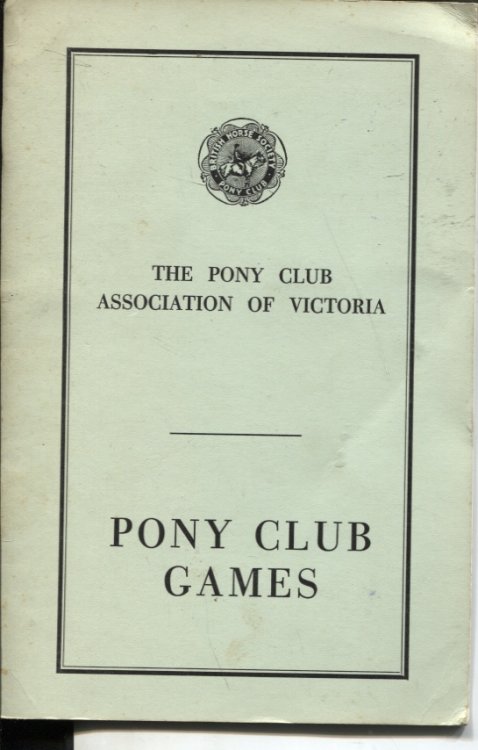 BRITISH HORSE SOCIETY
PONY CLUB
THE PONY CLUB
ASSOCIATION OF VICTORIA
PONY CLUB
GAMES